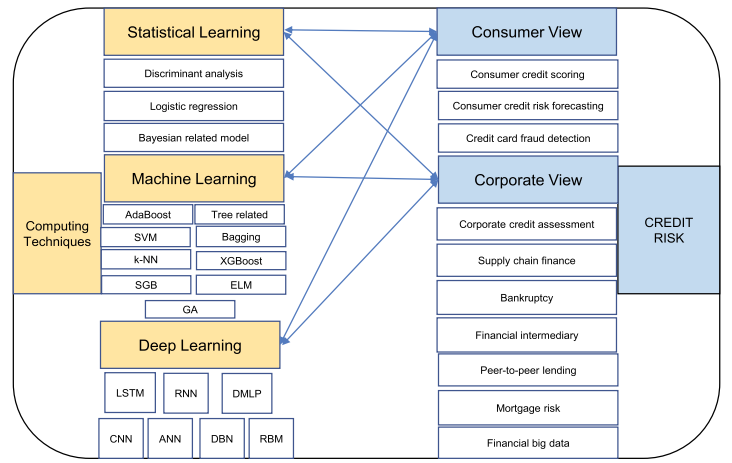 Statistical Learning
Discriminant analysis
Logistic regression
Bayesian related model
Machine Learning
AdaBoost
Tree related
SVM
Bagging
k-NN
XGBoost
SGB
ELM
GA
Deep Learning
LSTM
RNN
DMLP
CNN
ANN
DBN
RBM
Computing
Techniques
Consumer View
Consumer credit scoring
Consumer credit risk forecasting
Credit card fraud detection
Corporate View
Corporate credit assessment
Supply chain finance
Bankruptcy
Financial intermediary
Peer-to-peer lending
Mortgage risk
Financial big data
CREDIT
RISK